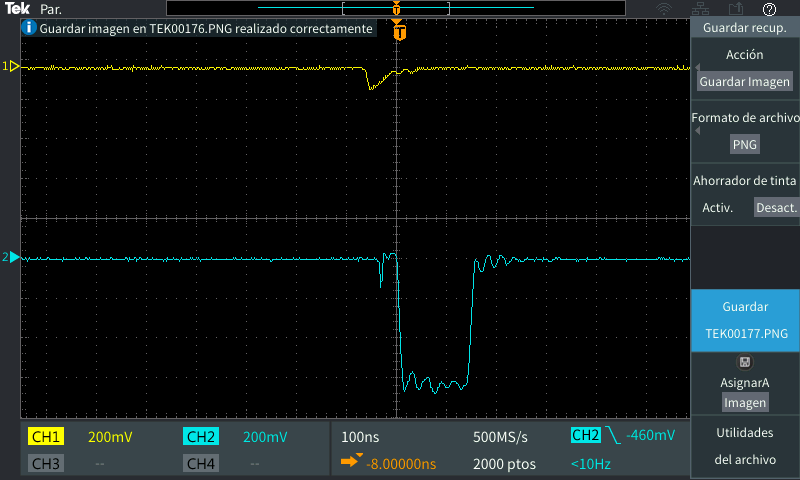 Tek Par.
T
?
i Guardar imagen en TEK00176.PNG realizado correctamente
T
1
2
Guardar recup.
Acción
Guardar Imagen
Formato de archivo
PNG
Ahorrador de tinta
Activ. Desact.
Guardar
TEK00177.PNG
AsignarA
Imagen
Utilidades
del archivo
CH1 200mV CH2 200mV
CH3 -- CH4 --
100ns 500MS/s CH2 -460mV
-8.00000ns 2000 ptos <10Hz